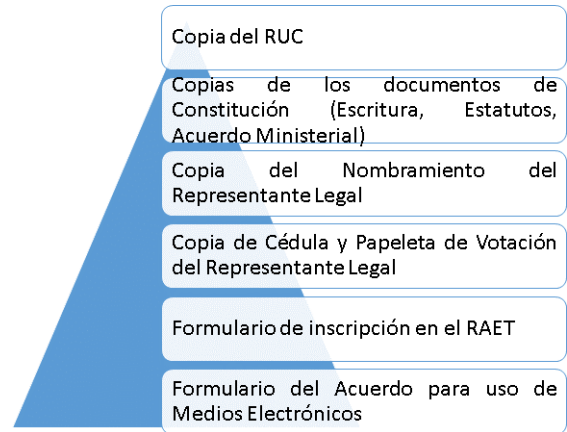 Copia del RUC
Copias de los documentos de
Constitución (Escritura, Estatutos,
Acuerdo Ministerial)
Copia del Nombramiento del
Representante Legal
Copia de Cédula y Papeleta de Votación
del Representante Legal
Formulario de inscripción en el RAET
Formulario del Acuerdo para uso de
Medios Electrónicos